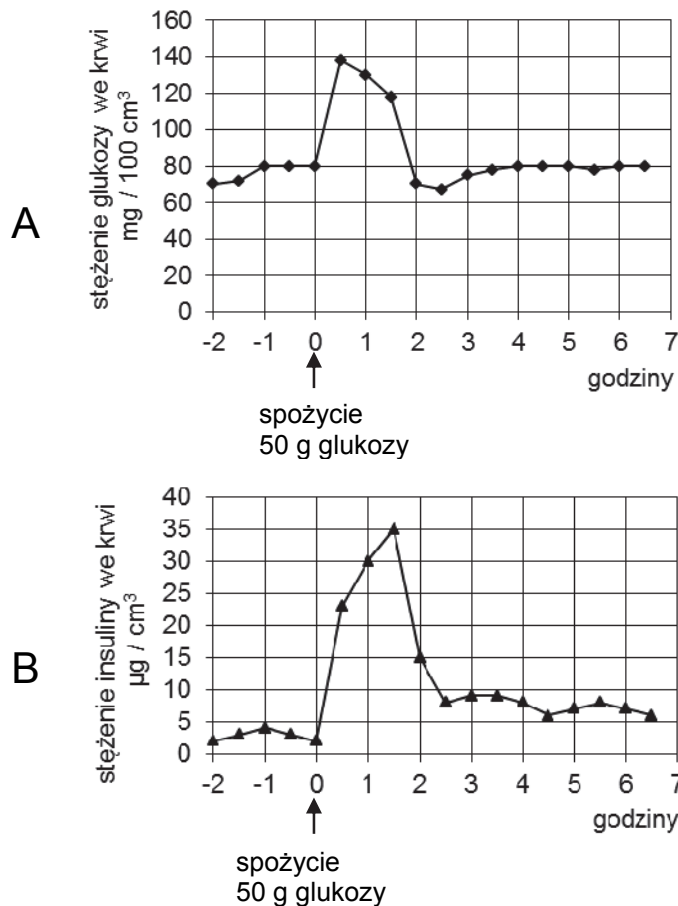 A
stężenie glukozy we krwi
mg / 100 cm³
160
140
120
100
80
60
40
20
0
-2 -1 0 1 2 3 4 5 6 7
godziny
spożycie
50 g glukozy
B
stężenie insuliny we krwi
µg / cm³
40
35
30
25
20
15
10
5
0
-2 -1 0 1 2 3 4 5 6 7
godziny
spożycie
50 g glukozy